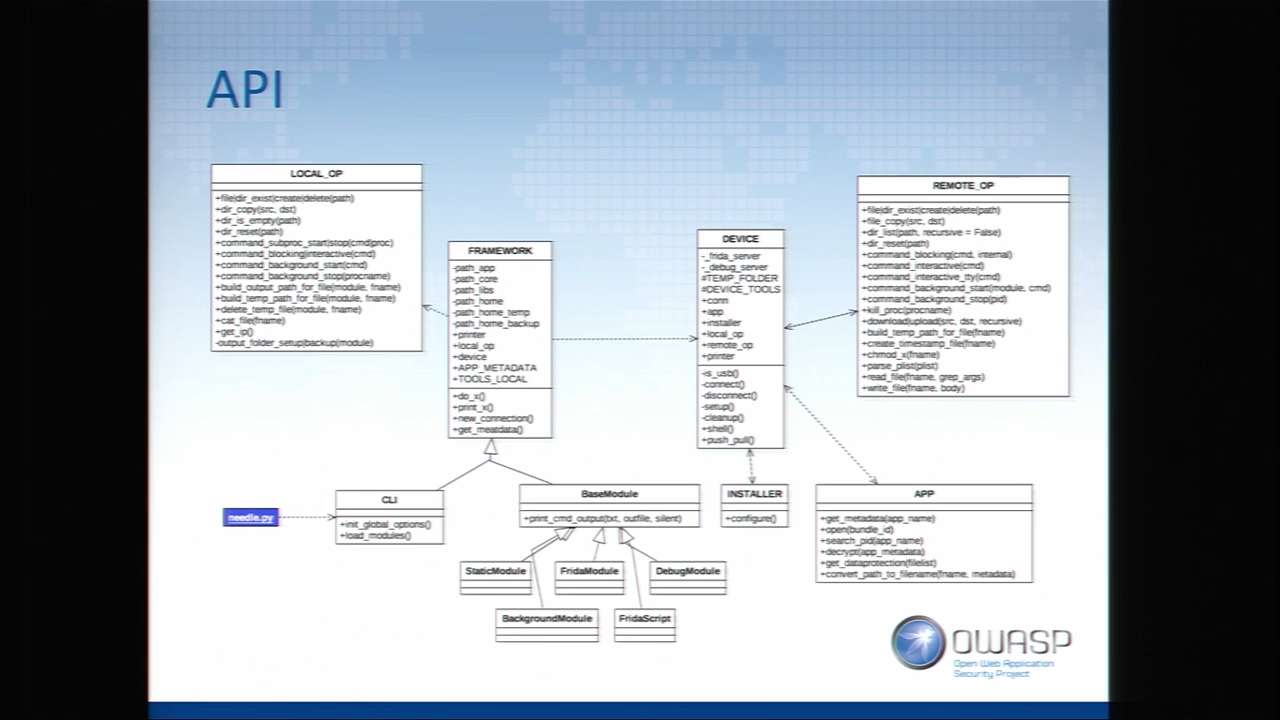 API
LOCAL_OP
+file|dir_exist|create|delete(path)
+dir_copy(src, dst)
+dir_is_empty(path)
+dir_reset(path)
+command_subproc_start|stop(cmd|proc)
+command_blocking|interactive(cmd)
+command_background_start(cmd)
+command_background_stop(procname)
+build_output_path_for_file(module, fname)
+build_temp_path_for_file(module, fname)
+delete_temp_file(module, fname)
+cat_file(fname)
+get_ip()
-output_folder_setup|backup(module)
FRAMEWORK
-path_app
-path_core
-path_libs
-path_home
-path_home_temp
-path_home_backup
+printer
+local_op
+device
+APP_METADATA
+TOOLS_LOCAL
+do_x()
+print_x()
+new_connection()
+get_meatdata()
DEVICE
-_frida_server
-_debug_server
#TEMP_FOLDER
#DEVICE_TOOLS
+conn
+app
+installer
+local_op
+remote_op
+printer
-is_usb()
-connect()
-disconnect()
-setup()
-cleanup()
+shell()
+push_pull()
REMOTE_OP
+file|dir_exist|create|delete(path)
+file_copy(src, dst)
+dir_list(path, recursive = False)
+dir_reset(path)
+command_blocking(cmd, internal)
+command_interactive(cmd)
+command_interactive_tty(cmd)
+command_background_start(module, cmd)
+command_background_stop(pid)
+kill_proc(procname)
+download|upload(src, dst, recursive)
+build_temp_path_for_file(fname)
+create_timestamp_file(fname)
+chmod_x(fname)
+parse_plist(plist)
+read_file(fname, grep_args)
+write_file(fname, body)
needle.py
CLI
+init_global_options()
+load_modules()
BaseModule
+print_cmd_output(txt, outfile, silent)
INSTALLER
+configure()
APP
+get_metadata(app_name)
+open(bundle_id)
+search_pid(app_name)
+decrypt(app_metadata)
+get_dataprotection(filelist)
+convert_path_to_filename(fname, metadata)
StaticModule
FridaModule
DebugModule
BackgroundModule
FridaScript
OWASP
Open Web Application
Security Project